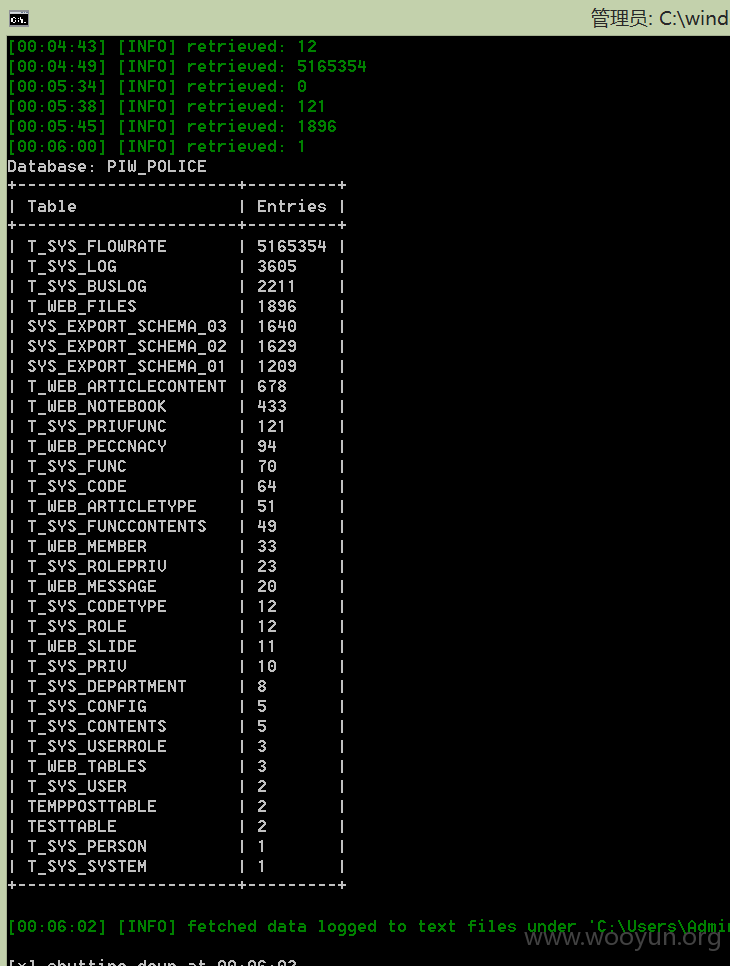 管理员: C:\wind
[00:04:43] [INFO] retrieved: 12
[00:04:49] [INFO] retrieved: 5165354
[00:05:34] [INFO] retrieved: 0
[00:05:38] [INFO] retrieved: 121
[00:05:45] [INFO] retrieved: 1896
[00:06:00] [INFO] retrieved: 1
Database: PIW_POLICE
+----------------------+---------+
| Table | Entries |
+----------------------+---------+
| T_SYS_FLOWRATE | 5165354 |
| T_SYS_LOG | 3605 |
| T_SYS_BUSLOG | 2211 |
| T_WEB_FILES | 1896 |
| SYS_EXPORT_SCHEMA_03 | 1640 |
| SYS_EXPORT_SCHEMA_02 | 1629 |
| SYS_EXPORT_SCHEMA_01 | 1209 |
| T_WEB_ARTICLECONTENT | 678 |
| T_WEB_NOTEBOOK | 433 |
| T_SYS_PRIVFUNC | 121 |
| T_WEB_PECCNACY | 94 |
| T_SYS_FUNC | 70 |
| T_SYS_CODE | 64 |
| T_WEB_ARTICLETYPE | 51 |
| T_SYS_FUNCCONTENTS | 49 |
| T_WEB_MEMBER | 33 |
| T_SYS_ROLEPRIV | 23 |
| T_WEB_MESSAGE | 20 |
| T_SYS_CODETYPE | 12 |
| T_SYS_ROLE | 12 |
| T_WEB_SLIDE | 11 |
| T_SYS_PRIV | 10 |
| T_SYS_DEPARTMENT | 8 |
| T_SYS_CONFIG | 5 |
| T_SYS_CONTENTS | 5 |
| T_SYS_USERROLE | 3 |
| T_WEB_TABLES | 3 |
| T_SYS_USER | 2 |
| TEMPPOSTTABLE | 2 |
| TESTTABLE | 2 |
| T_SYS_PERSON | 1 |
| T_SYS_SYSTEM | 1 |
+----------------------+---------+
[00:06:02] [INFO] fetched data logged to text files under 'C:\Users\Admi
www.wooyun.org
[*] shutting down at 00:06:02